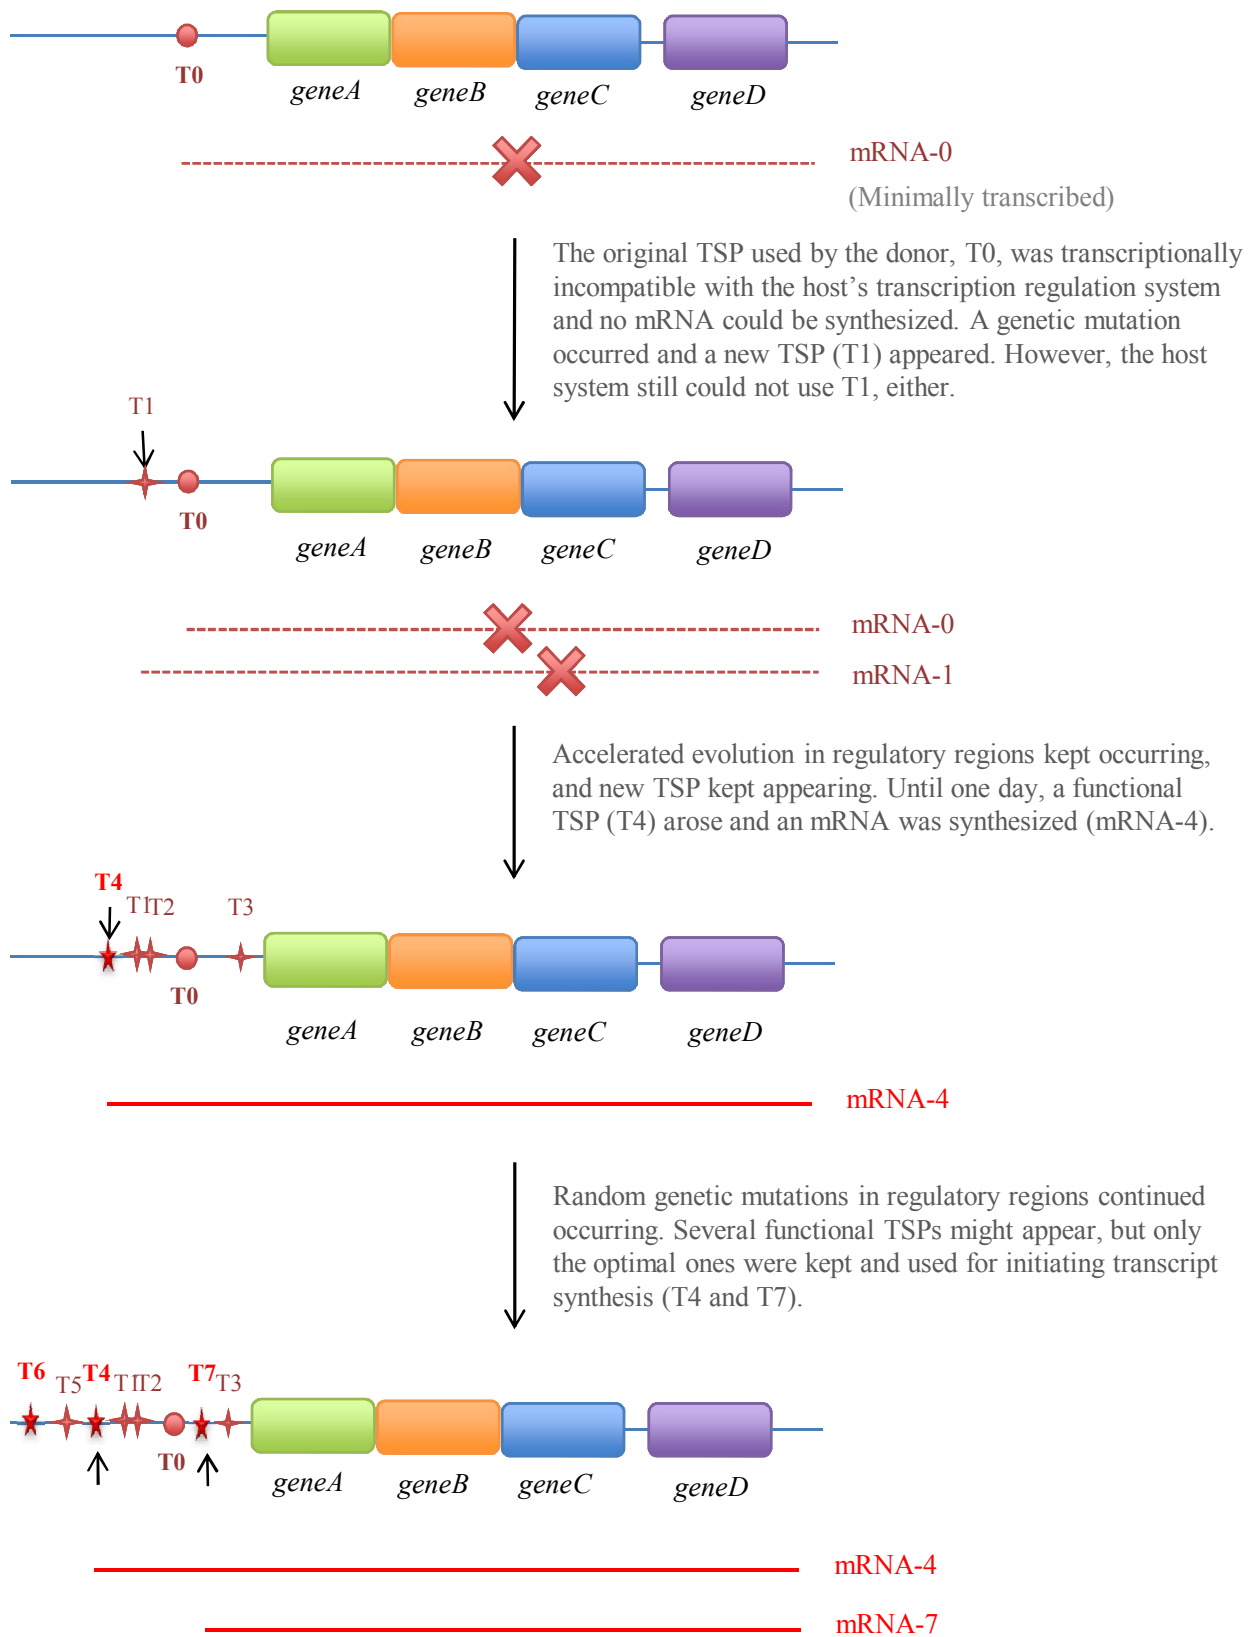 T0
geneA geneB geneC geneD
mRNA-0
(Minimally transcribed)
The original TSP used by the donor, T0, was transcriptionally
incompatible with the host's transcription regulation system
and no mRNA could be synthesized. A genetic mutation
occurred and a new TSP (T1) appeared. However, the host
system still could not use T1, either.
T1
T0
geneA geneB geneC geneD
mRNA-0
mRNA-1
Accelerated evolution in regulatory regions kept occurring,
and new TSP kept appearing. Until one day, a functional
TSP (T4) arose and an mRNA was synthesized (mRNA-4).
T4 T1 T2 T3
T0
geneA geneB geneC geneD
mRNA-4
Random genetic mutations in regulatory regions continued
occurring. Several functional TSPs might appear, but only
the optimal ones were kept and used for initiating transcript
synthesis (T4 and T7).
T6 T5 T4 T1 T2 T7 T3
T0
geneA geneB geneC geneD
mRNA-4
mRNA-7